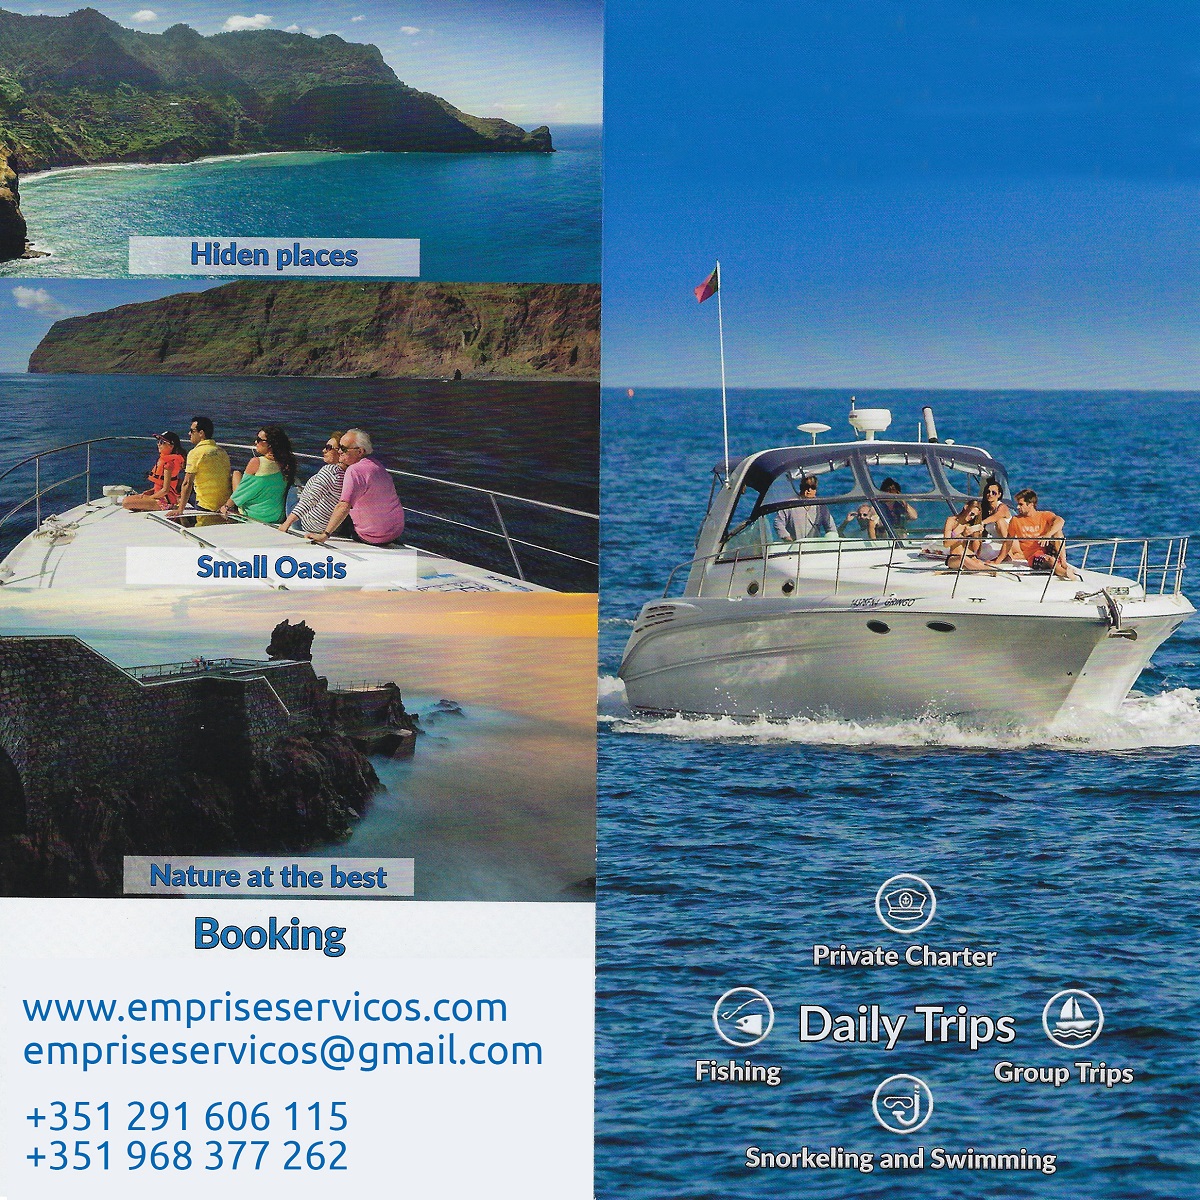 Hiden places
Small Oasis
Nature at the best
Booking
www.empriseservicos.com
empriseservicos@gmail.com
+351 291 606 115
+351 968 377 262
Private Charter
Daily Trips
Fishing
Group Trips
Snorkeling and Swimming